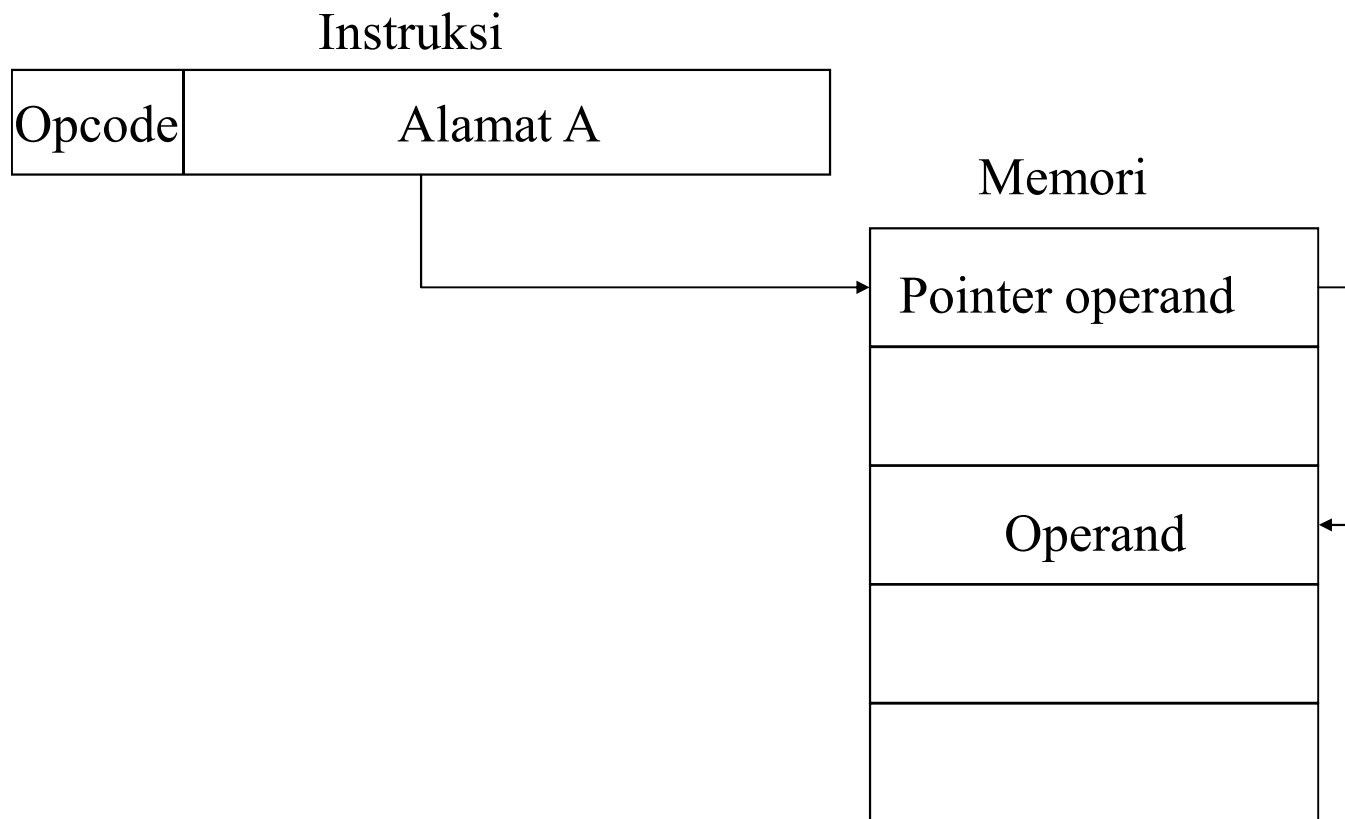 Instruksi
Opcode Alamat A
Memori
Pointer operand
Operand